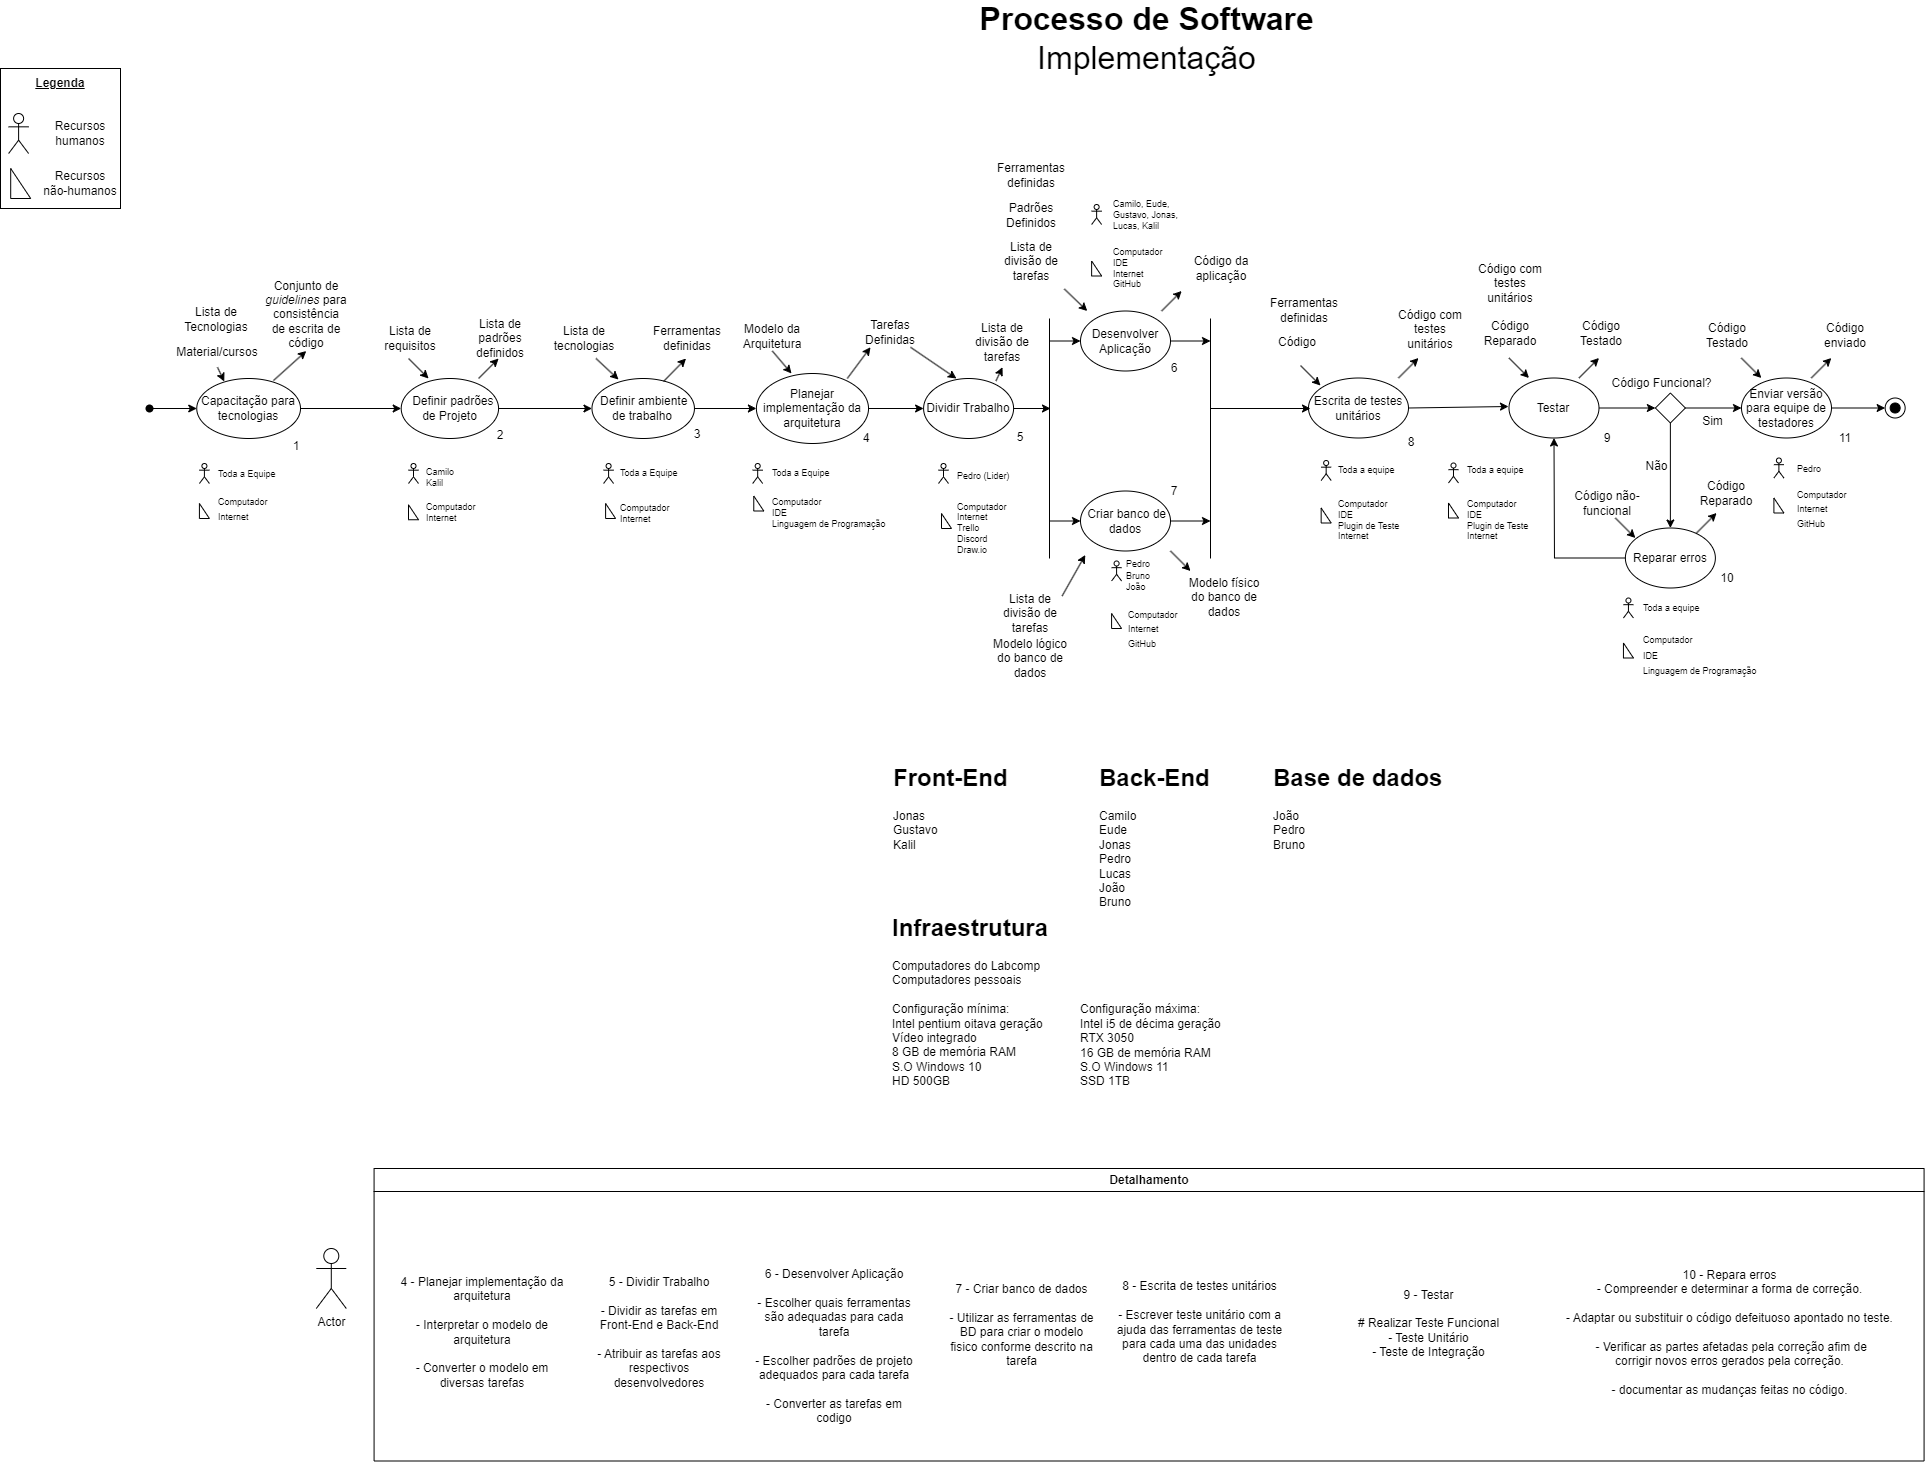 Processo de Software
Implementação
Legenda
Recursos
humanos
Recursos
não-humanos
Lista de
Tecnologias
Material/cursos
Conjunto de
guidelines para
consistência
de escrita de
código
Capacitação para
tecnologias
1
Toda a Equipe
Computador
Internet
Lista de
requisitos
Lista de
padrões
definidos
Definir padrões
de Projeto
2
Camilo
Kalil
Computador
Internet
Lista de
tecnologias
Ferramentas
definidas
Definir ambiente
de trabalho
3
Toda a Equipe
Computador
Internet
Modelo da
Arquitetura
Tarefas
Definidas
Planejar
implementação da
arquitetura
4
Toda a Equipe
Computador
IDE
Linguagem de Programação
Lista de
divisão de
tarefas
Dividir Trabalho
5
Pedro (Lider)
Computador
Internet
Trello
Discord
Draw.io
Ferramentas
definidas
Padrões
Definidos
Lista de
divisão de
tarefas
Camilo, Eude,
Gustavo, Jonas,
Lucas, Kalil
Computador
IDE
Internet
GitHub
Código da
aplicação
Desenvolver
Aplicação
6
7
Criar banco de
dados
Pedro
Bruno
João
Computador
Internet
GitHub
Lista de
divisão de
tarefas
Modelo lógico
do banco de
dados
Modelo físico
do banco de
dados
Ferramentas
definidas
Código
Código com
testes
unitários
Escrita de testes
unitários
8
Toda a equipe
Computador
IDE
Plugin de Teste
Internet
Código com
testes
unitários
Código
Reparado
Código
Testado
Testar
9
Toda a equipe
Computador
IDE
Plugin de Teste
Internet
Código Funcional?
Sim
Não
Código não-
funcional
Código
Reparado
Reparar erros
10
Toda a equipe
Computador
IDE
Linguagem de Programação
Código
Testado
Código
enviado
Enviar versão
para equipe de
testadores
11
Pedro
Computador
Internet
GitHub
Front-End
Jonas
Gustavo
Kalil
Back-End
Camilo
Eude
Jonas
Pedro
Lucas
João
Bruno
Base de dados
João
Pedro
Bruno
Infraestrutura
Computadores do Labcomp
Computadores pessoais
Configuração mínima:
Intel pentium oitava geração
Vídeo integrado
8 GB de memória RAM
S.O Windows 10
HD 500GB
Configuração máxima:
Intel i5 de décima geração
RTX 3050
16 GB de memória RAM
S.O Windows 11
SSD 1TB
Detalhamento
Actor
4 - Planejar implementação da
arquitetura
- Interpretar o modelo de
arquitetura
- Converter o modelo em
diversas tarefas
5 - Dividir Trabalho
- Dividir as tarefas em
Front-End e Back-End
- Atribuir as tarefas aos
respectivos
desenvolvedores
6 - Desenvolver Aplicação
- Escolher quais ferramentas
são adequadas para cada
tarefa
- Escolher padrões de projeto
adequados para cada tarefa
- Converter as tarefas em
codigo
7 - Criar banco de dados
- Utilizar as ferramentas de
BD para criar o modelo
fisico conforme descrito na
tarefa
8 - Escrita de testes unitários
- Escrever teste unitário com a
ajuda das ferramentas de teste
para cada uma das unidades
dentro de cada tarefa
9 - Testar
# Realizar Teste Funcional
- Teste Unitário
- Teste de Integração
10 - Repara erros
- Compreender e determinar a forma de correção.
- Adaptar ou substituir o código defeituoso apontado no teste.
- Verificar as partes afetadas pela correção afim de
corrigir novos erros gerados pela correção.
- documentar as mudanças feitas no código.